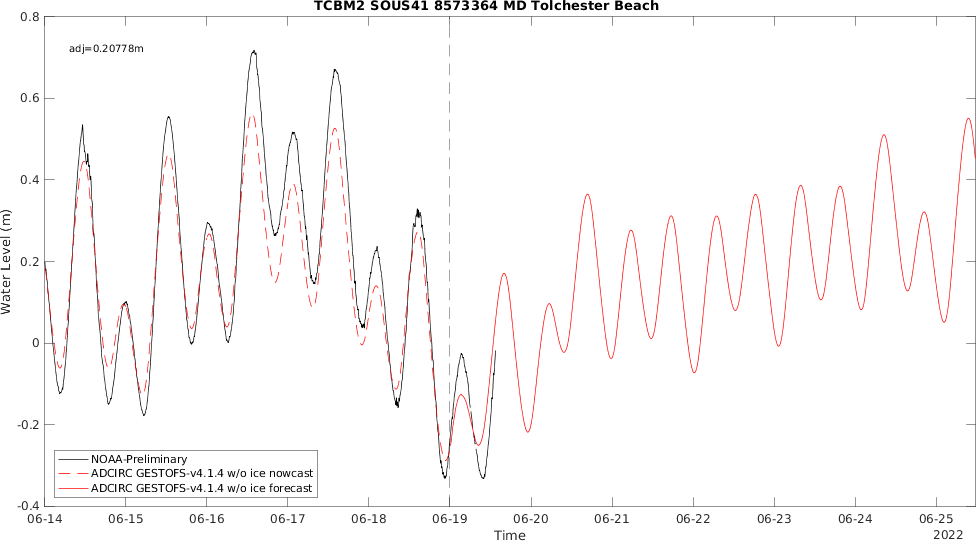 TCBM2 SOUS41 8573364 MD Tolchester Beach
adj=0.20778m
0.8
0.6
0.4
0.2
0
-0.2
-0.4
Water Level (m)
NOAA-Preliminary
ADCIRC GESTOFS-v4.1.4 w/o ice nowcast
ADCIRC GESTOFS-v4.1.4 w/o ice forecast
06-14 06-15 06-16 06-17 06-18 06-19 06-20 06-21 06-22 06-23 06-24 06-25
Time
2022